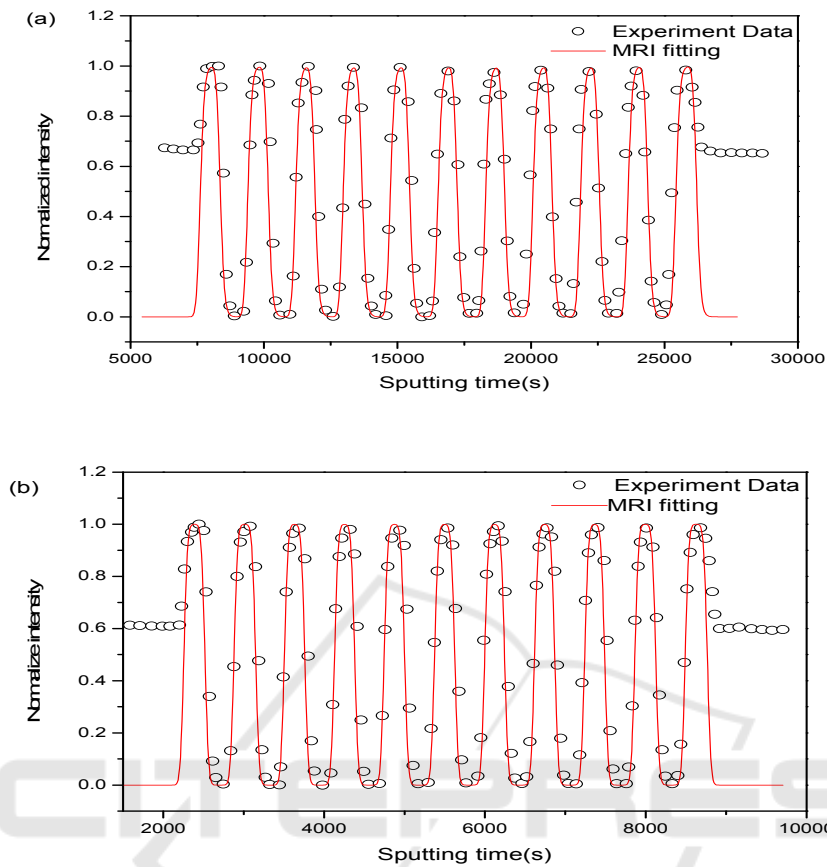 (a)
1.2
1.0
0.8
0.6
0.4
0.2
0.0
Normalized intensity
Experiment Data
MRI fitting
5000 10000 15000 20000 25000 30000
Sputting time(s)
(b)
1.2
1.0
0.8
0.6
0.4
0.2
0.0
Normalize intensity
Experiment Data
MRI fitting
2000 4000 6000 8000 10000
Sputting time(s)
CITEPRES